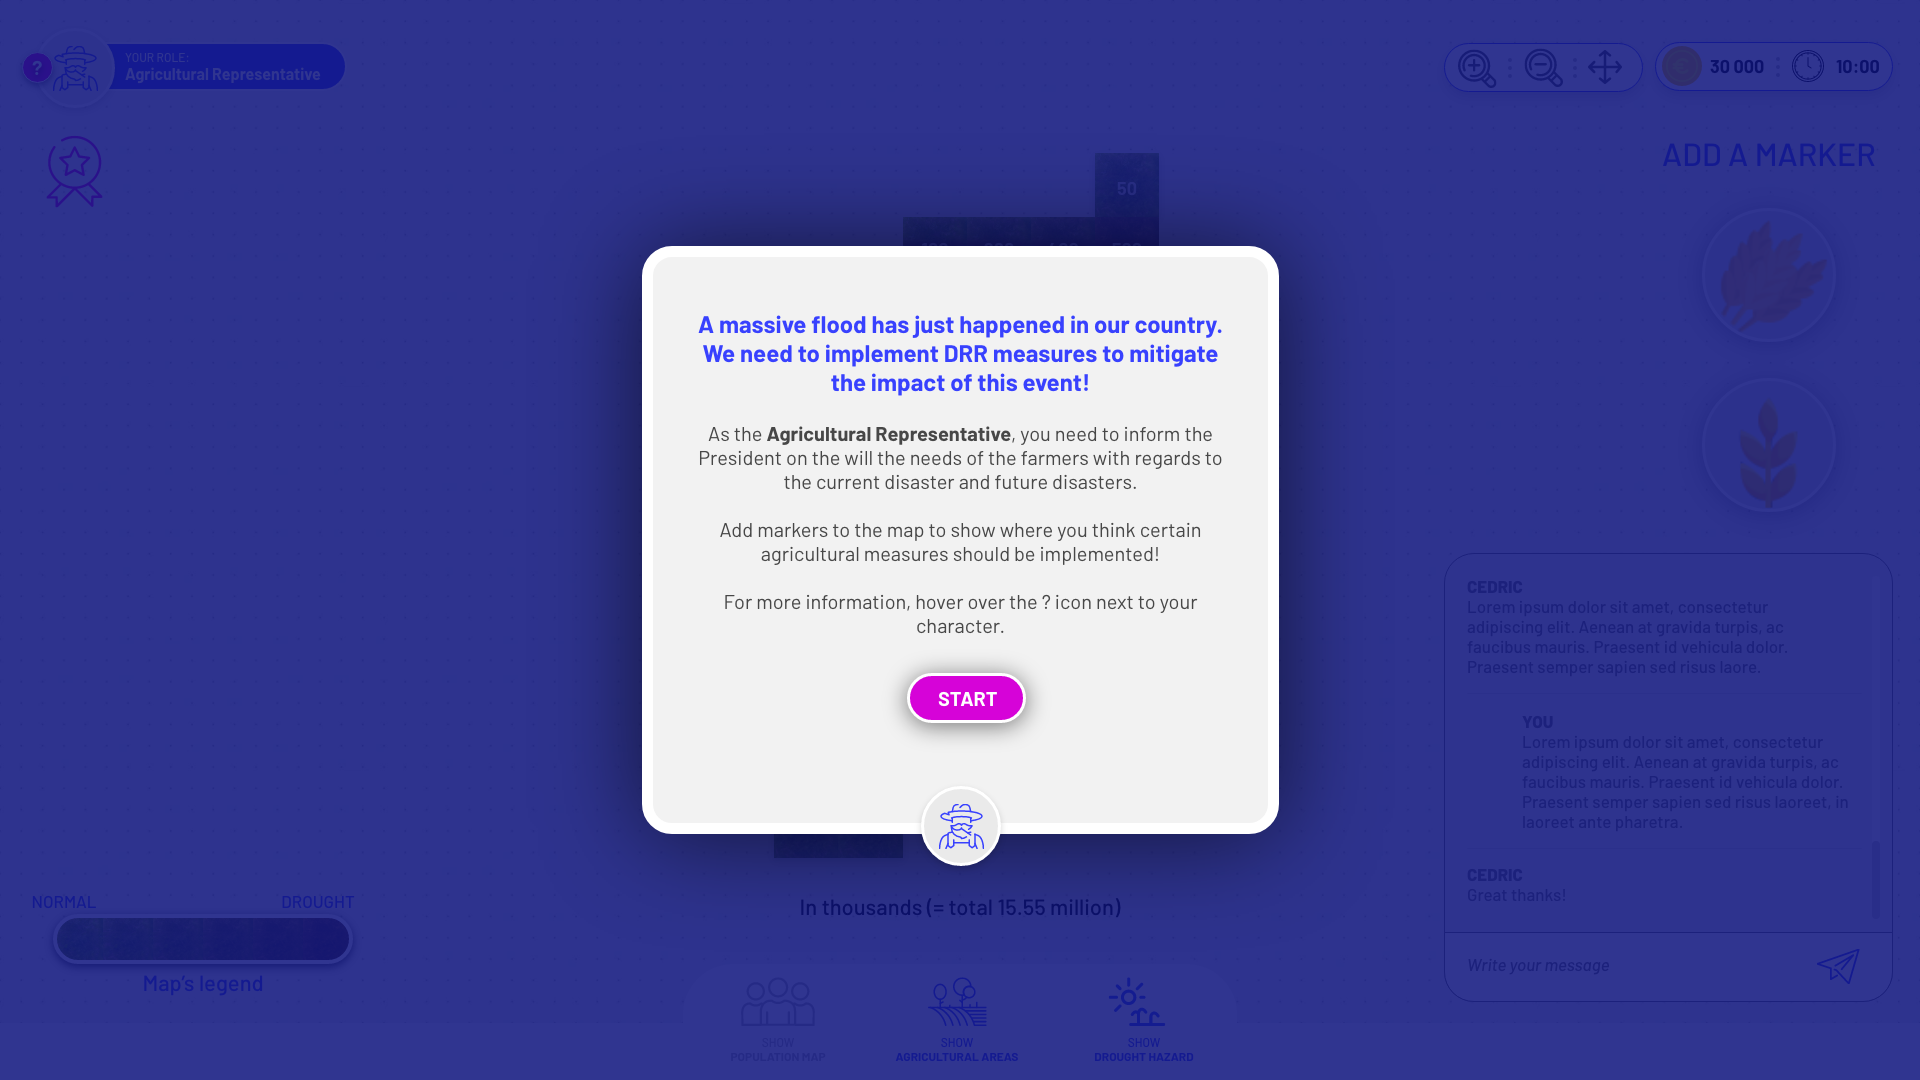 ?
YOUR ROLE:
Agricultural Representative
30 000
10:00
ADD A MARKER
50
A massive flood has just happened in our country.
We need to implement DRR measures to mitigate
the impact of this event!
As the Agricultural Representative, you need to inform the
President on the will the needs of the farmers with regards to
the current disaster and future disasters.
Add markers to the map to show where you think certain
agricultural measures should be implemented!
For more information, hover over the ? icon next to your
character.
START
CEDRIC
Lorem ipsum dolor sit amet, consectetur
adipiscing elit. Aenean at gravida turpis, ac
faucibus mauris. Praesent id vehicula dolor.
Praesent semper sapien sed risus laore.
YOU
Lorem ipsum dolor sit amet, consectetur
adipiscing elit. Aenean at gravida turpis, ac
faucibus mauris. Praesent id vehicula dolor.
Praesent semper sapien sed risus laoreet, in
laoreet ante pharetra.
CEDRIC
Great thanks!
Write your message
NORMAL
DROUGHT
Map's legend
In thousands (= total 15.55 million)
SHOW
POPULATION MAP
SHOW
AGRICULTURAL AREAS
SHOW
DROUGHT HAZARD